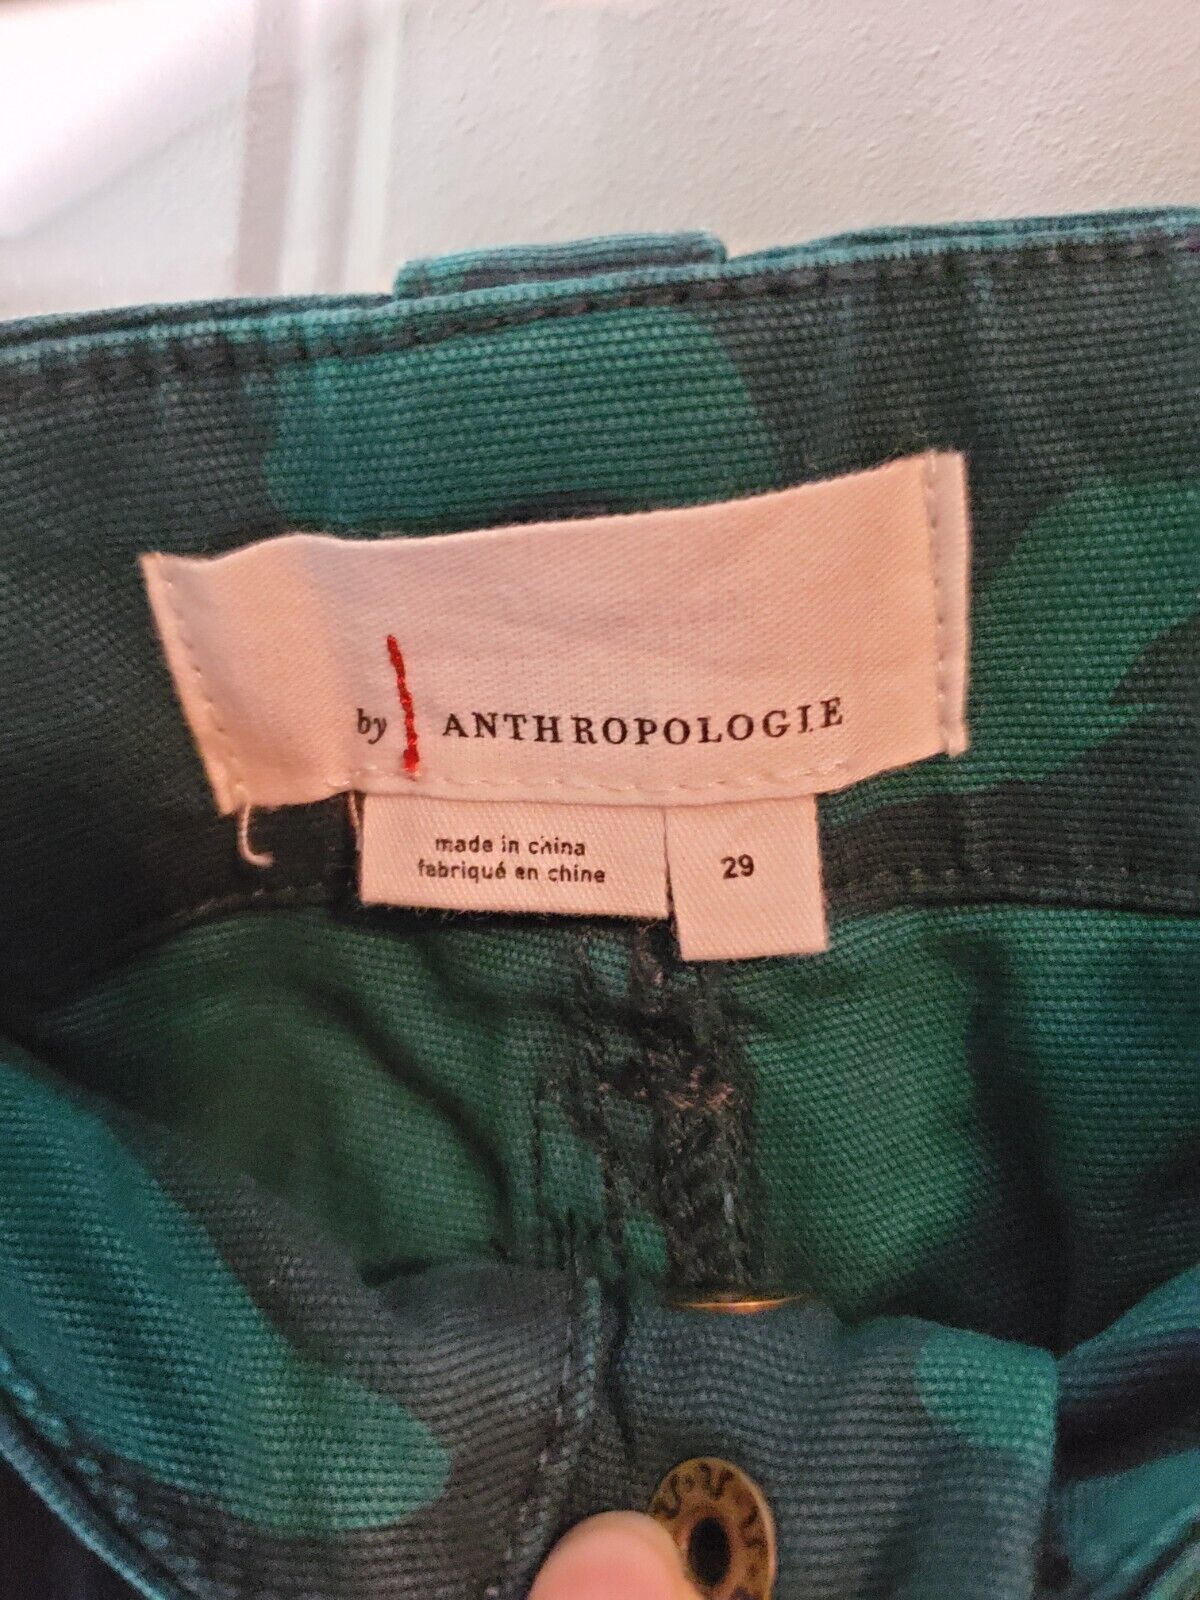 by ANTHROPOLOGIE
made in china
fabriqué en chine
29